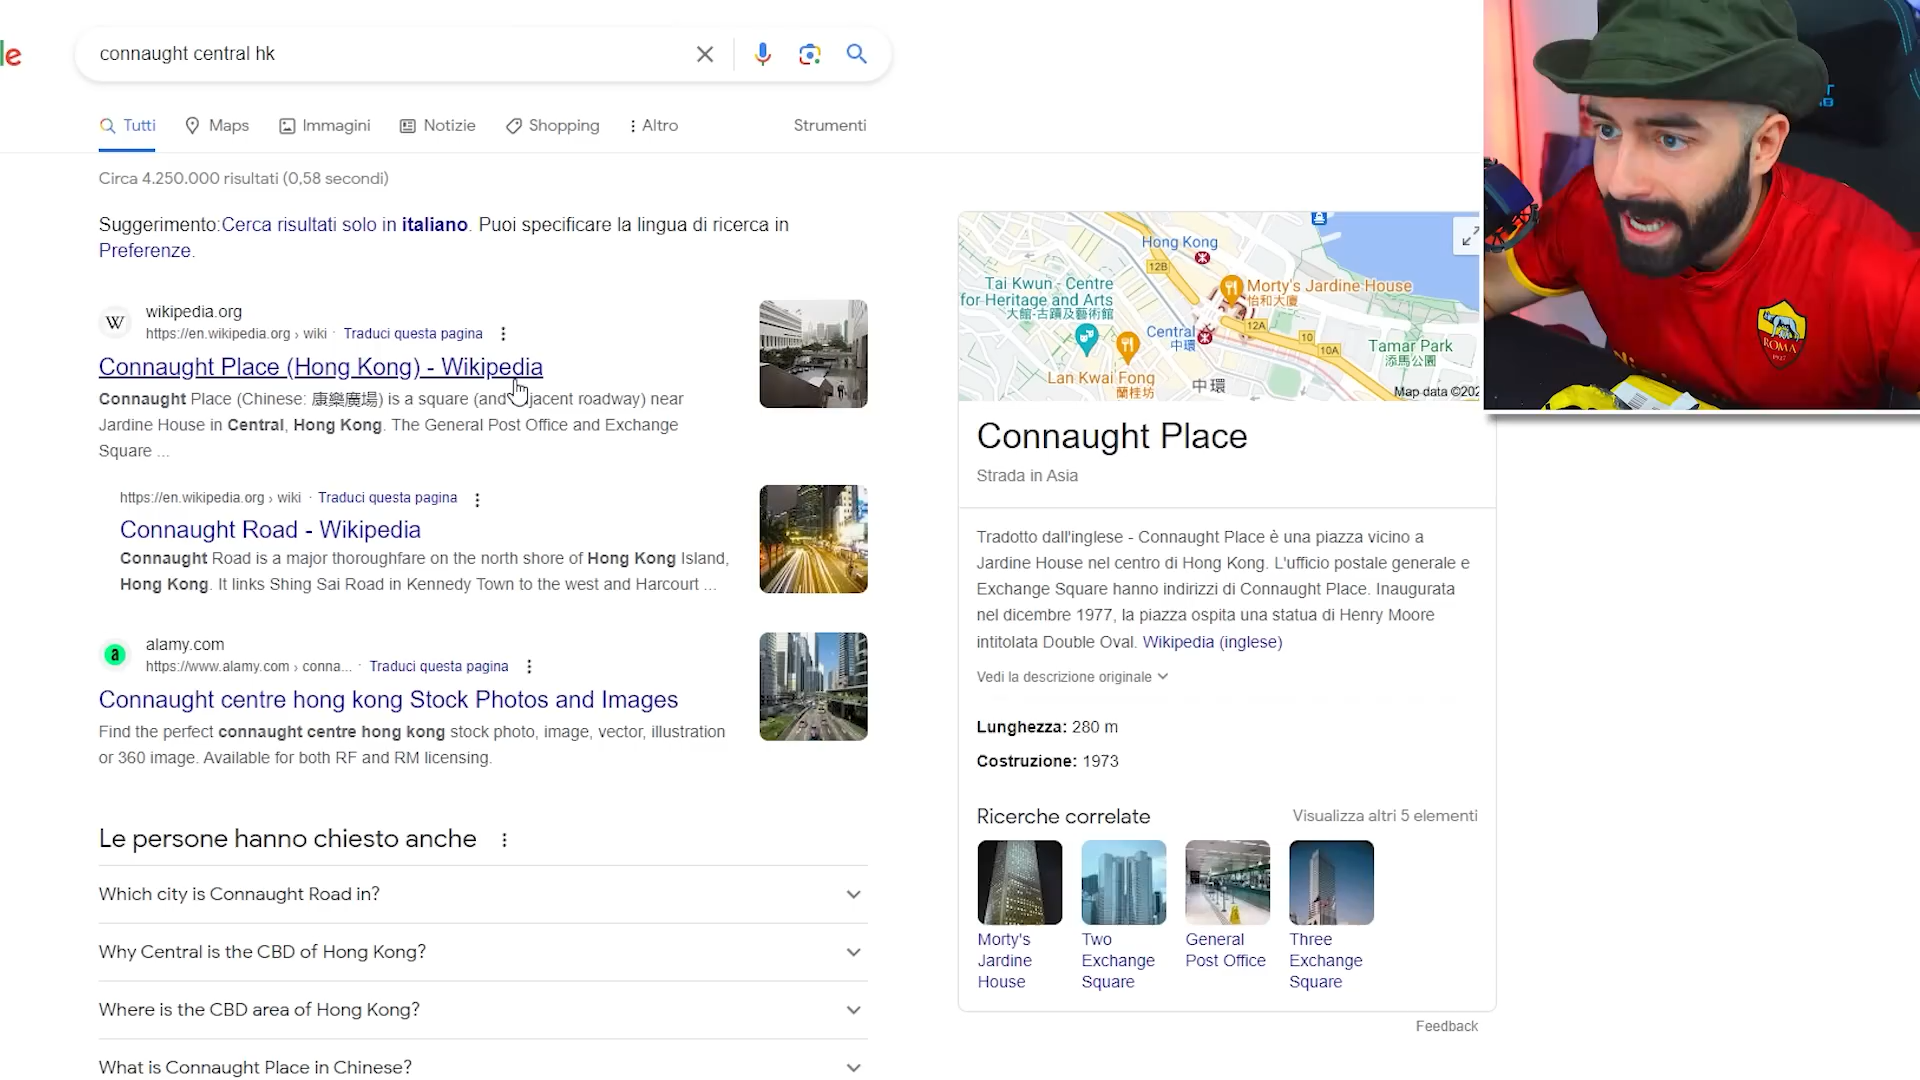 le
connaught central hk
Tutti
Maps
Immagini
Notizie
Shopping
Altro
Strumenti
Circa 4.250.000 risultati (0,58 secondi)
Suggerimento:Cerca risultati solo in italiano. Puoi specificare la lingua di ricerca in
Preferenze.
W
wikipedia.org
https://en.wikipedia.org › wiki · Traduci questa pagina
Connaught Place (Hong Kong) - Wikipedia
Connaught Place (Chinese: 康樂廣場) is a square (and jacent roadway) near
Jardine House in Central, Hong Kong. The General Post Office and Exchange
Square ...
https://en.wikipedia.org › wiki · Traduci questa pagina
Connaught Road - Wikipedia
Connaught Road is a major thoroughfare on the north shore of Hong Kong Island,
Hong Kong. It links Shing Sai Road in Kennedy Town to the west and Harcourt ...
a
alamy.com
https://www.alamy.com › conna... · Traduci questa pagina
Connaught centre hong kong Stock Photos and Images
Find the perfect connaught centre hong kong stock photo, image, vector, illustration
or 360 image. Available for both RF and RM licensing.
Le persone hanno chiesto anche
Which city is Connaught Road in?
Why Central is the CBD of Hong Kong?
Where is the CBD area of Hong Kong?
What is Connaught Place in Chinese?
Hong Kong
12B
Tai Kwun - Centre
for Heritage and Arts
大館-古蹟及藝術館
Morty's Jardine House
怡和大廈
Central
中環
12A
10
10A
Tamar Park
添馬公園
Lan Kwai Fong
蘭桂坊
中環
Map data ©202
Connaught Place
Strada in Asia
Tradotto dall'inglese - Connaught Place è una piazza vicino a
Jardine House nel centro di Hong Kong. L'ufficio postale generale e
Exchange Square hanno indirizzi di Connaught Place. Inaugurata
nel dicembre 1977, la piazza ospita una statua di Henry Moore
intitolata Double Oval. Wikipedia (inglese)
Vedi la descrizione originale
Lunghezza: 280 m
Costruzione: 1973
Ricerche correlate
Visualizza altri 5 elementi
Morty's
Jardine
House
Two
Exchange
Square
General
Post Office
Three
Exchange
Square
Feedback
ROMA
1927